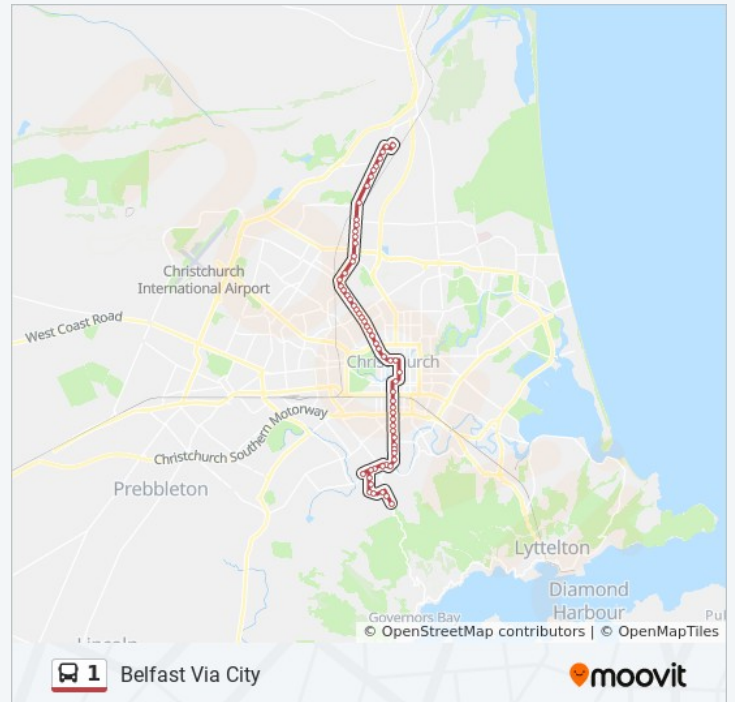 Christchurch
International Airport
West Coast Road
Christchurch
Christchurch Southern Motorway
Prebbleton
Lyttelton
Diamond
Harbour
Governors Bay
© OpenStreetMap contributors | © OpenMapTiles
1 Belfast Via City
moovit